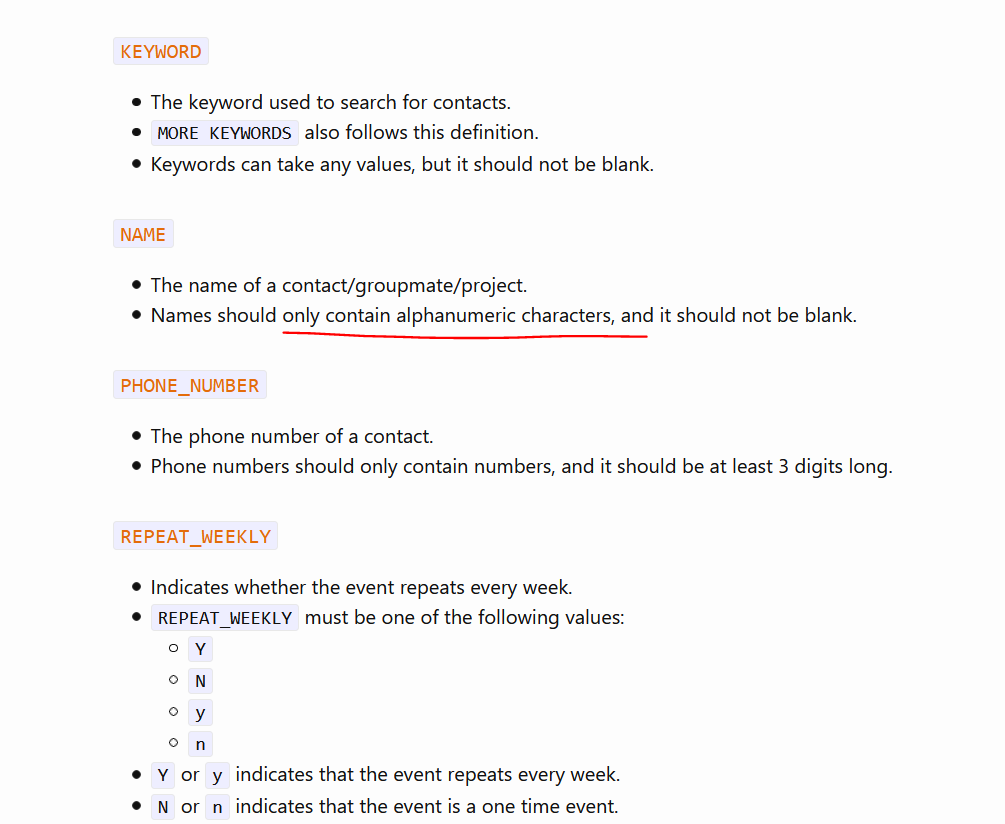 KEYWORD
The keyword used to search for contacts.
MORE KEYWORDS also follows this definition.
Keywords can take any values, but it should not be blank.
NAME
The name of a contact/groupmate/project.
Names should only contain alphanumeric characters, and it should not be blank.
PHONE_NUMBER
The phone number of a contact.
Phone numbers should only contain numbers, and it should be at least 3 digits long.
REPEAT_WEEKLY
Indicates whether the event repeats every week.
REPEAT_WEEKLY must be one of the following values:
Y
N
y
n
Y or y indicates that the event repeats every week.
N or n indicates that the event is a one time event.